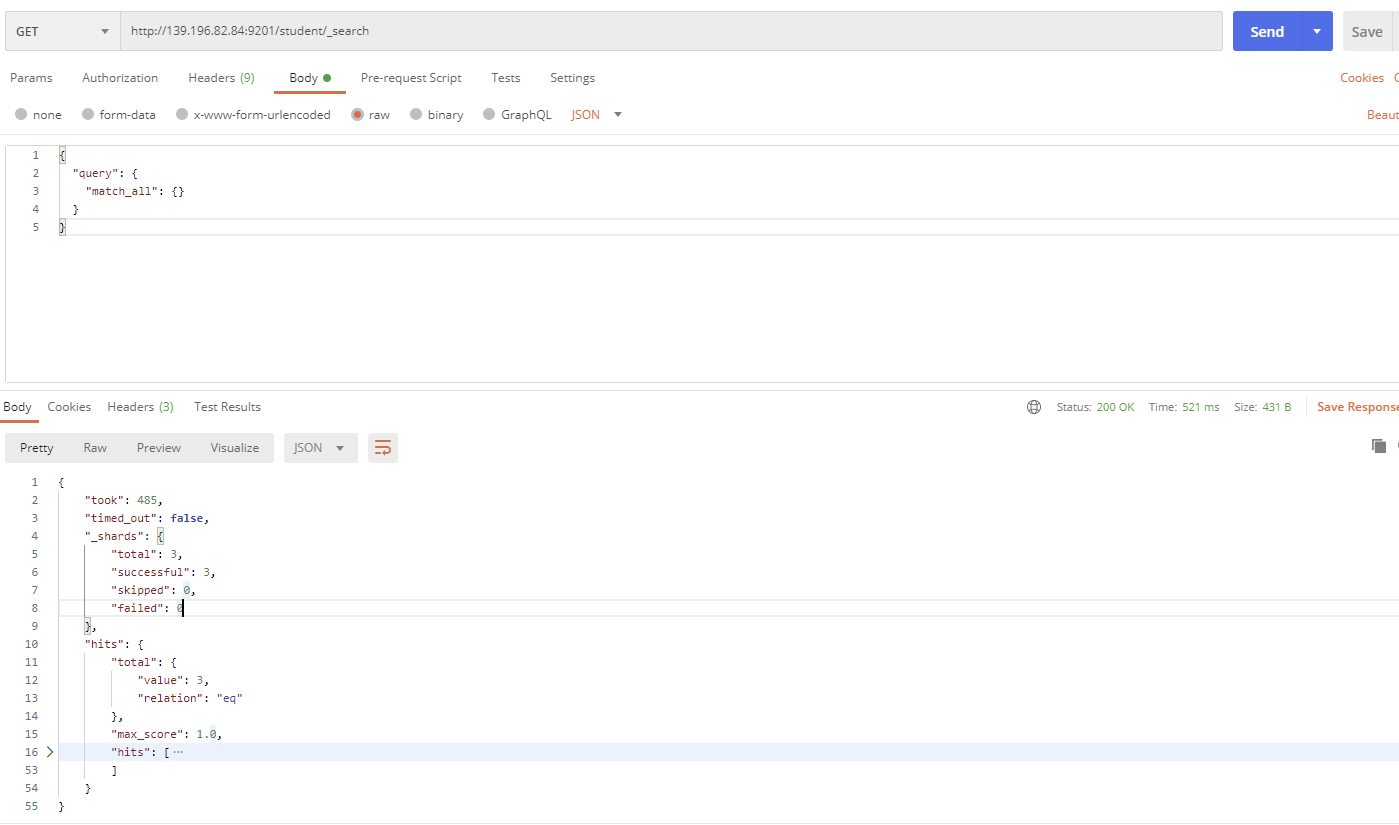 GET http://139.196.82.84:9201/student/_search Send Save
Params Authorization Headers (9) Body Pre-request Script Tests Settings Cookies
none form-data x-www-form-urlencoded raw binary GraphQL JSON Beaut
1 {
2 "query": {
3 "match_all": {}
4 }
5 }
Body Cookies Headers (3) Test Results Status: 200 OK Time: 521 ms Size: 431 B Save Response
Pretty Raw Preview Visualize JSON
1 {
2 "took": 485,
3 "timed_out": false,
4 "_shards": {
5 "total": 3,
6 "successful": 3,
7 "skipped": 0,
8 "failed": 0
9 },
10 "hits": {
11 "total": {
12 "value": 3,
13 "relation": "eq"
14 },
15 "max_score": 1.0,
16 "hits": [ ···
53 ]
54 }
55 }